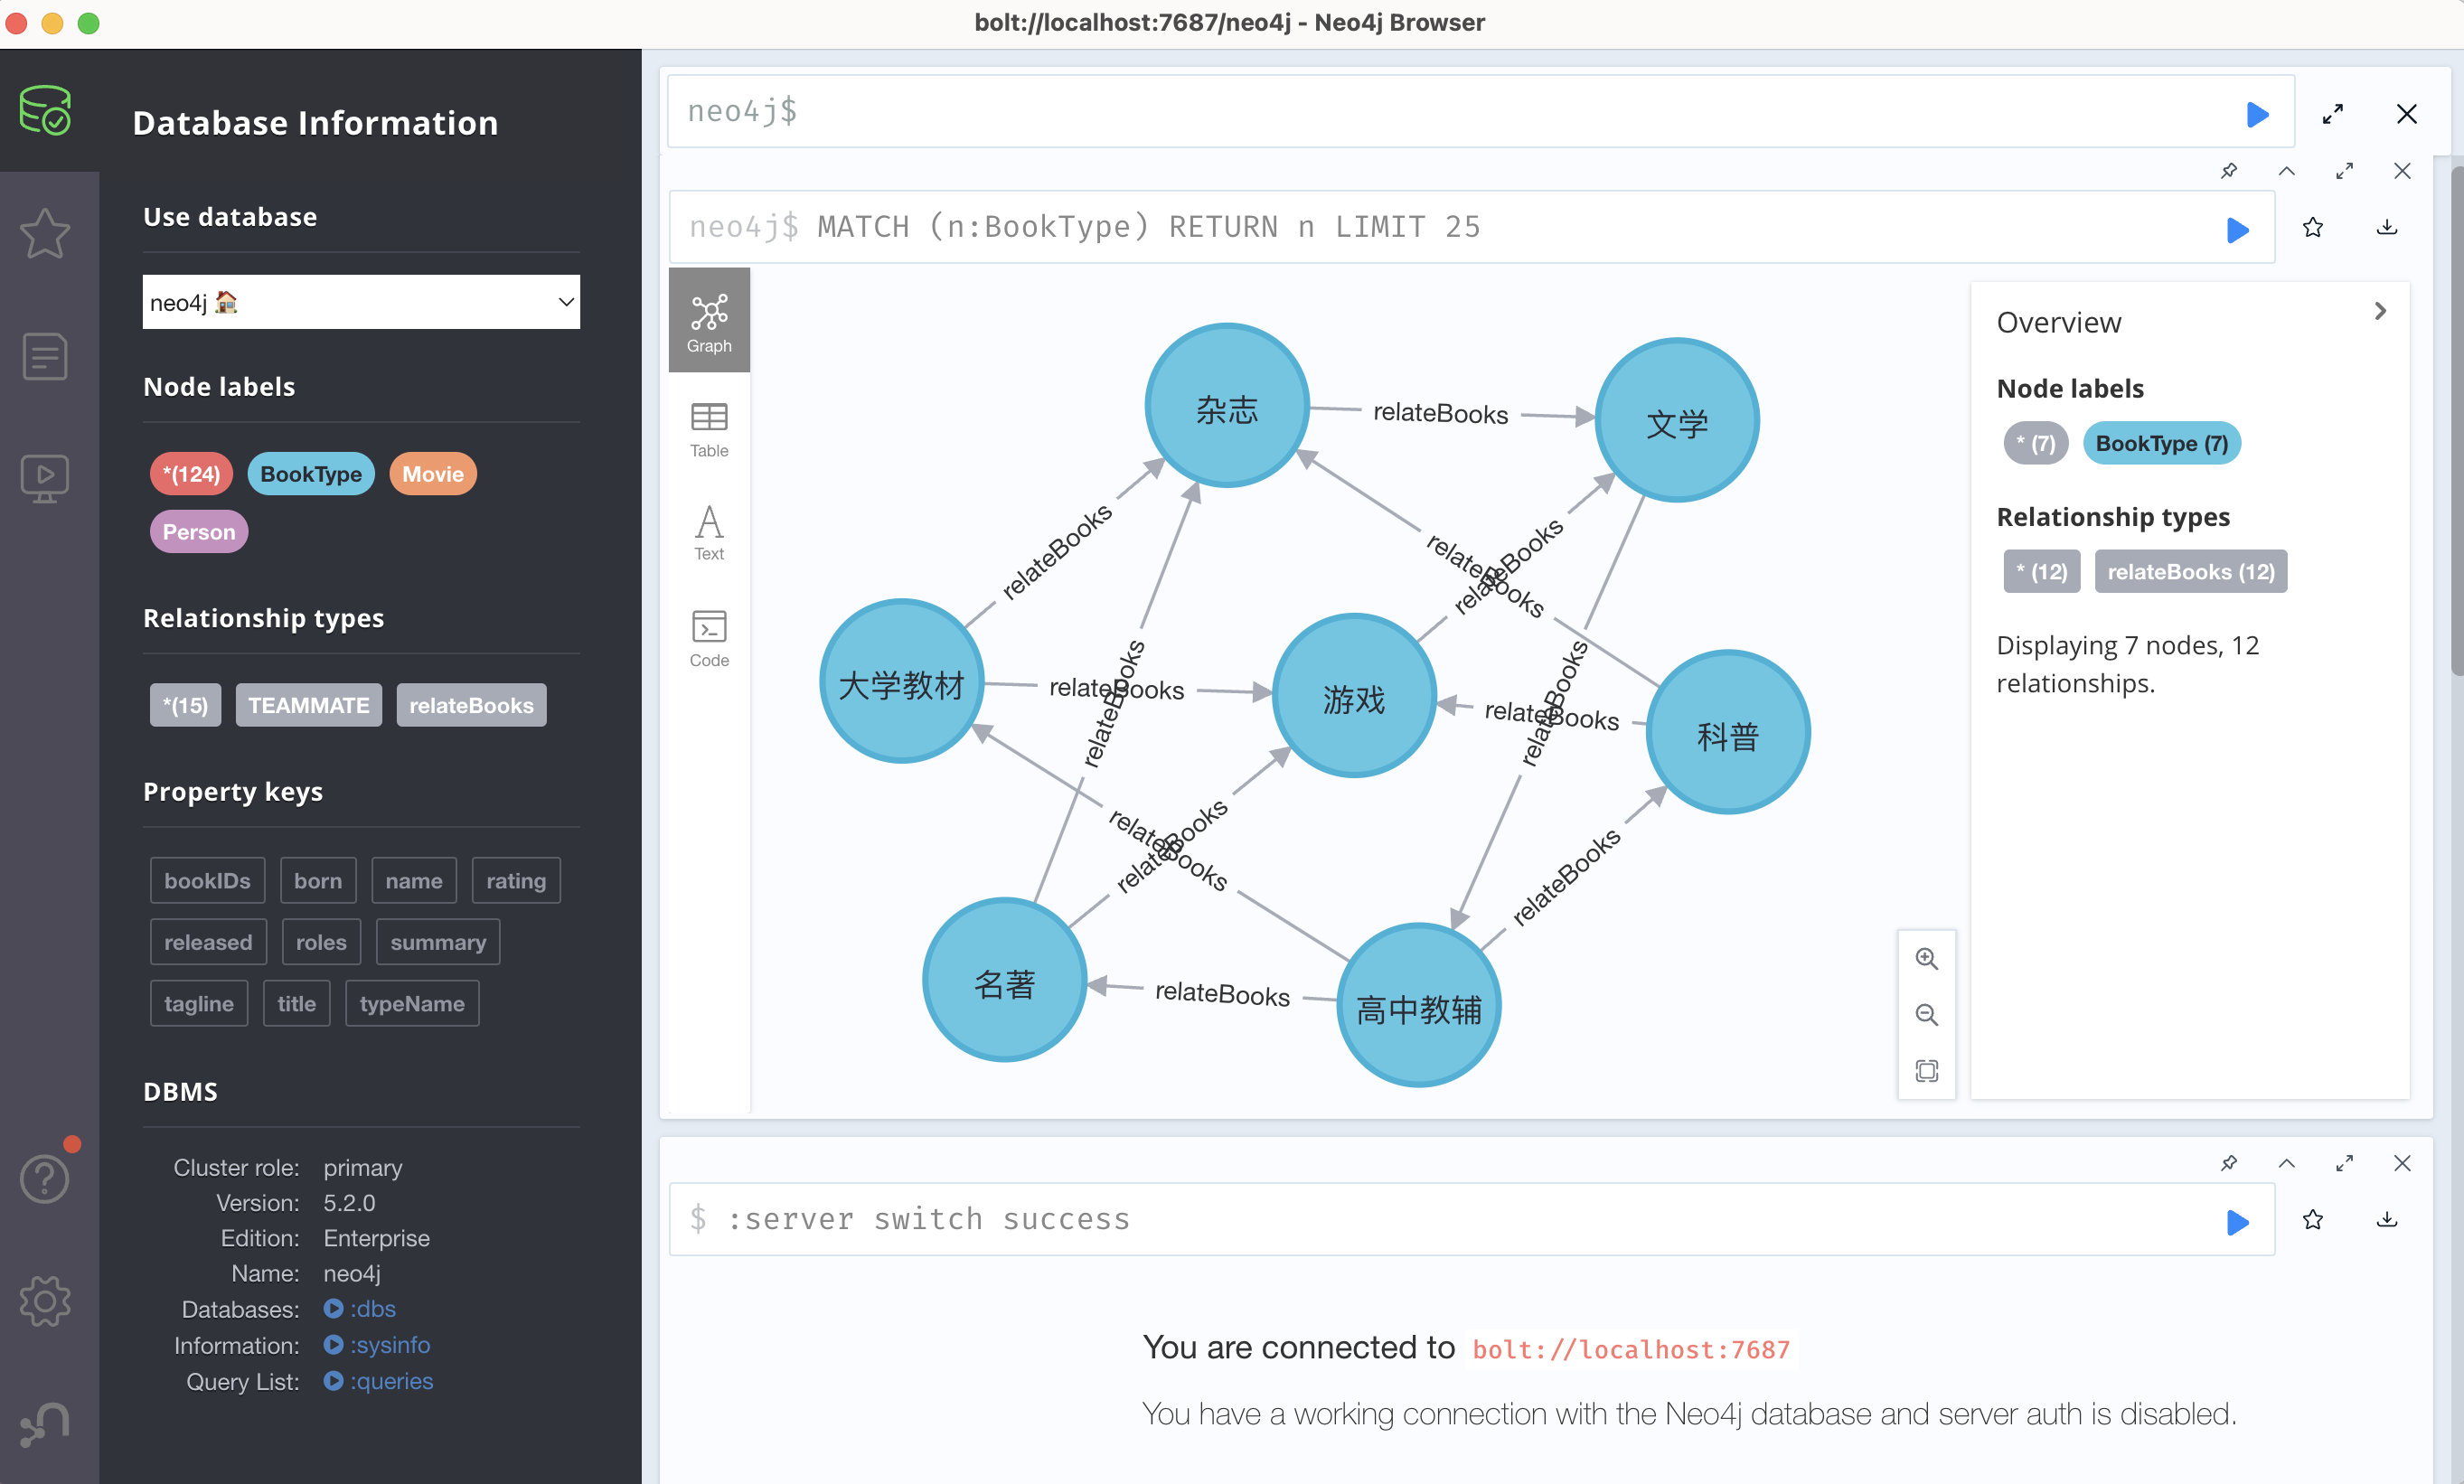 bolt://localhost:7687/neo4j - Neo4j Browser
Database Information
Use database
neo4j
Node labels
*(124) BookType Movie
Person
Relationship types
*(15) TEAMMATE relateBooks
Property keys
bookIDs born name rating
released roles summary
tagline title typeName
DBMS
Cluster role: primary
Version: 5.2.0
Edition: Enterprise
Name: neo4j
Databases: :dbs
Information: :sysinfo
Query List: :queries
neo4j$
neo4j$ MATCH (n:BookType) RETURN n LIMIT 25
Graph
Table
Text
Code
杂志
relateBooks
文学
relateBooks
relateBooks
relateBooks
大学教材
relateBooks
relateBooks
游戏
relateBooks
relateBooks
科普
relateBooks
relateBooks
relateBooks
名著
relateBooks
高中教辅
Overview
Node labels
* (7) BookType (7)
Relationship types
* (12) relateBooks (12)
Displaying 7 nodes, 12
relationships.
$ :server switch success
You are connected to bolt://localhost:7687
You have a working connection with the Neo4j database and server auth is disabled.